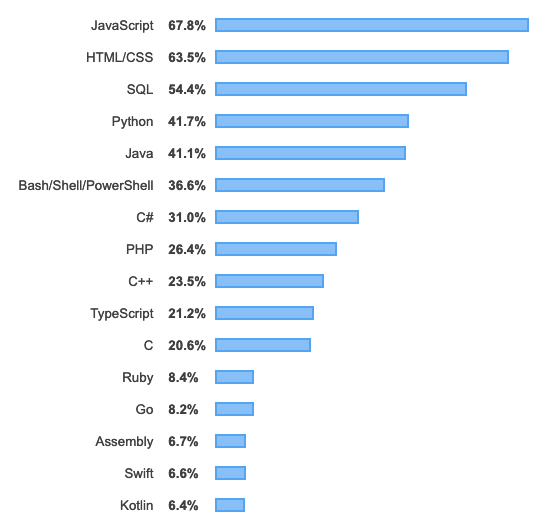 JavaScript 67.8%
HTML/CSS 63.5%
SQL 54.4%
Python 41.7%
Java 41.1%
Bash/Shell/PowerShell 36.6%
C# 31.0%
PHP 26.4%
C++ 23.5%
TypeScript 21.2%
C 20.6%
Ruby 8.4%
Go 8.2%
Assembly 6.7%
Swift 6.6%
Kotlin 6.4%